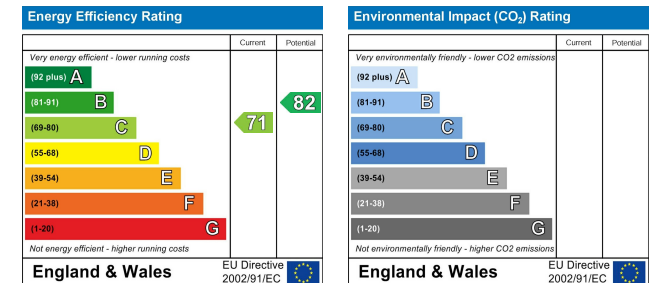 Energy Efficiency Rating
Current Potential
Very energy efficient - lower running costs
(92 plus) A
(81-91) B
82
(69-80) C
71
(55-68) D
(39-54) E
(21-38) F
(1-20) G
Not energy efficient - higher running costs
England & Wales
EU Directive
2002/91/EC
Environmental Impact (CO2) Rating
Current Potential
Very environmentally friendly - lower CO2 emissions
(92 plus) A
(81-91) B
(69-80) C
(55-68) D
(39-54) E
(21-38) F
(1-20) G
Not environmentally friendly - higher CO2 emissions
England & Wales
EU Directive
2002/91/EC